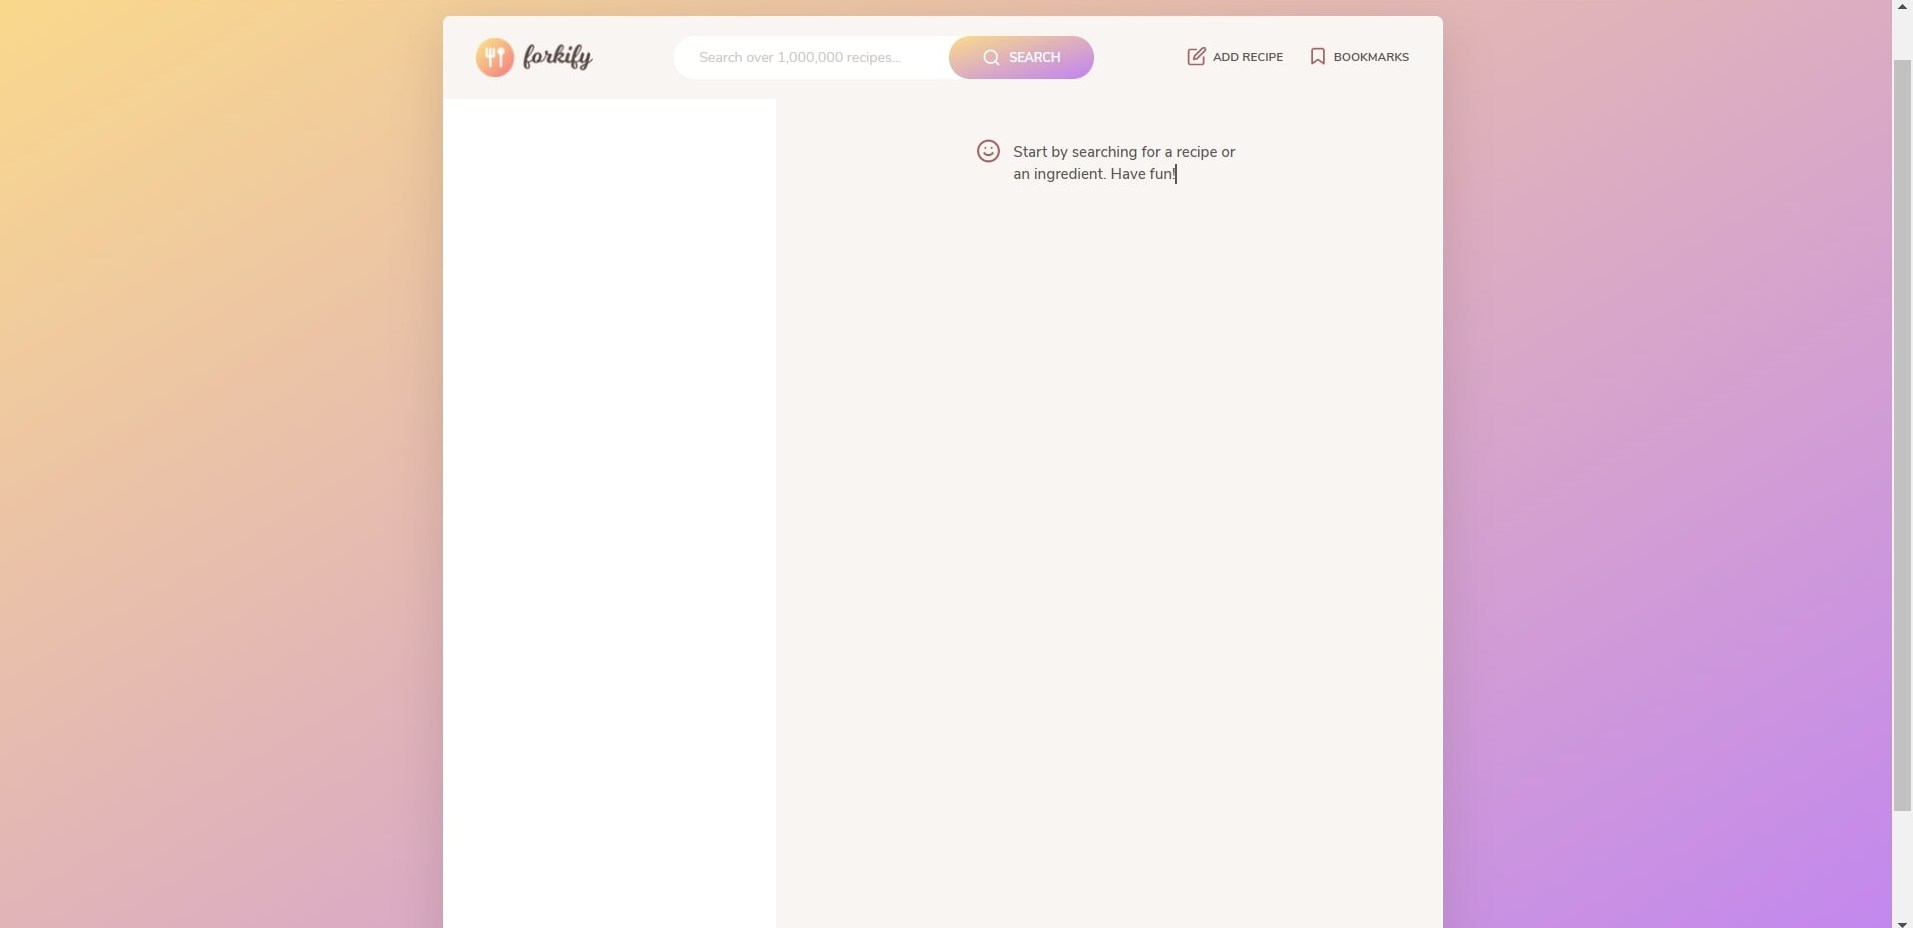 forkify
Search over 1,000,000 recipes...
SEARCH
ADD RECIPE
BOOKMARKS
Start by searching for a recipe or
an ingredient. Have fun!